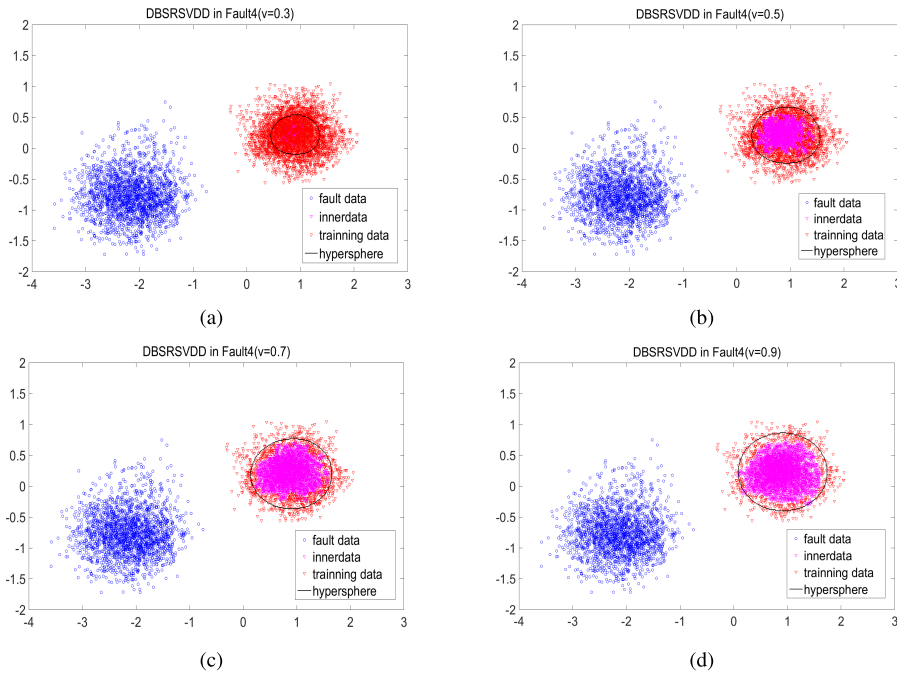 DBSRSVDD in Fault4(v=0.3)
2
1.5
1
0.5
0
-0.5
-1
-1.5
-2
-4 -3 -2 -1 0 1 2 3
fault data
innerdata
trainning data
hypersphere
(a)
DBSRSVDD in Fault4(v=0.5)
2
1.5
1
0.5
0
-0.5
-1
-1.5
-2
-4 -3 -2 -1 0 1 2 3
fault data
innerdata
trainning data
hypersphere
(b)
DBSRSVDD in Fault4(v=0.7)
2
1.5
1
0.5
0
-0.5
-1
-1.5
-2
-4 -3 -2 -1 0 1 2 3
fault data
innerdata
trainning data
hypersphere
(c)
DBSRSVDD in Fault4(v=0.9)
2
1.5
1
0.5
0
-0.5
-1
-1.5
-2
-4 -3 -2 -1 0 1 2 3
fault data
innerdata
trainning data
hypersphere
(d)